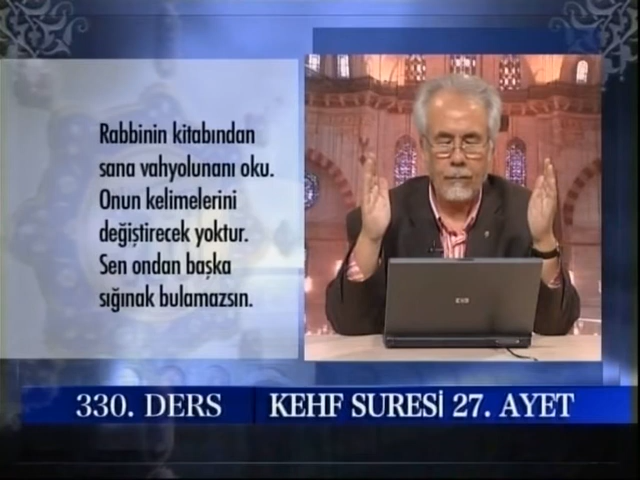 Rabbinin kitabından
sana vahyolunanı oku.
Onun kelimelerini
değiştirecek yoktur.
Sen ondan başka
sığınak bulamazsın.
330. DERS KEHF SURESİ 27. AYET